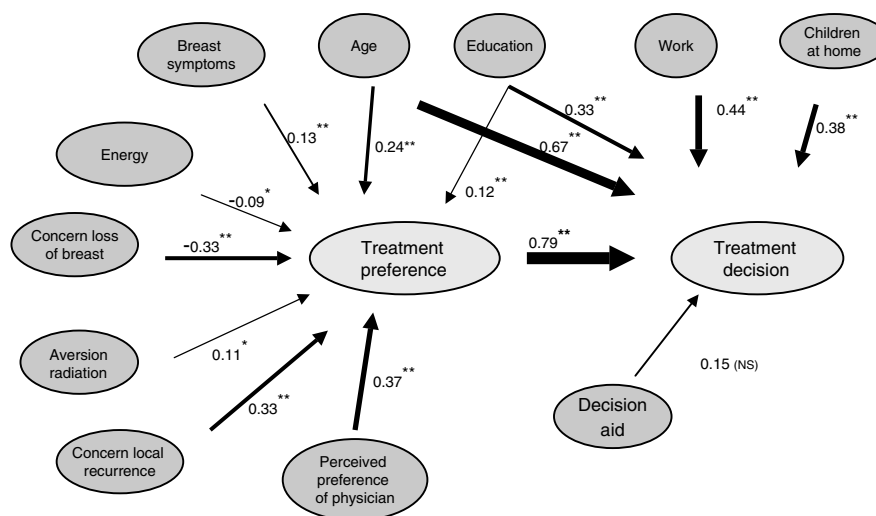 Breast
symptoms
Age
Education
Work
Children
at home
0.13**
0.24**
0.33**
0.67**
0.44**
0.38**
Energy
−0.09*
0.12**
Concern loss
of breast
−0.33**
Treatment
preference
0.79**
Treatment
decision
Aversion
radiation
0.11*
0.33**
0.37**
0.15 (NS)
Decision
aid
Concern local
recurrence
Perceived
preference
of physician